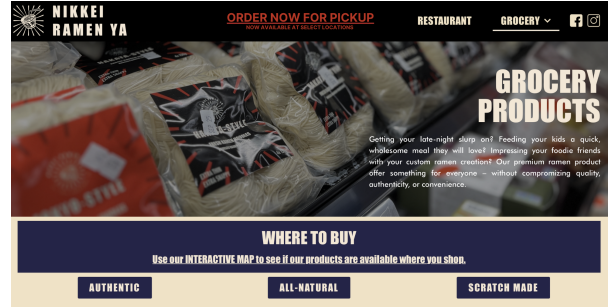 NIKKEI
RAMEN YA
ORDER NOW FOR PICKUP
NOW AVAILABLE AT SELECT LOCATIONS
RESTAURANT
GROCERY
GROCERY
PRODUCTS
Getting your late-night slurp on? Feeding your kids a quick,
wholesome meal they will love? Impressing your foodie friends
with your custom ramen creation? Our premium ramen product
offer something for everyone – without compromizing quality,
authenticity, or convenience.
WHERE TO BUY
Use our INTERACTIVE MAP to see if our products are available where you shop.
AUTHENTIC
ALL-NATURAL
SCRATCH MADE